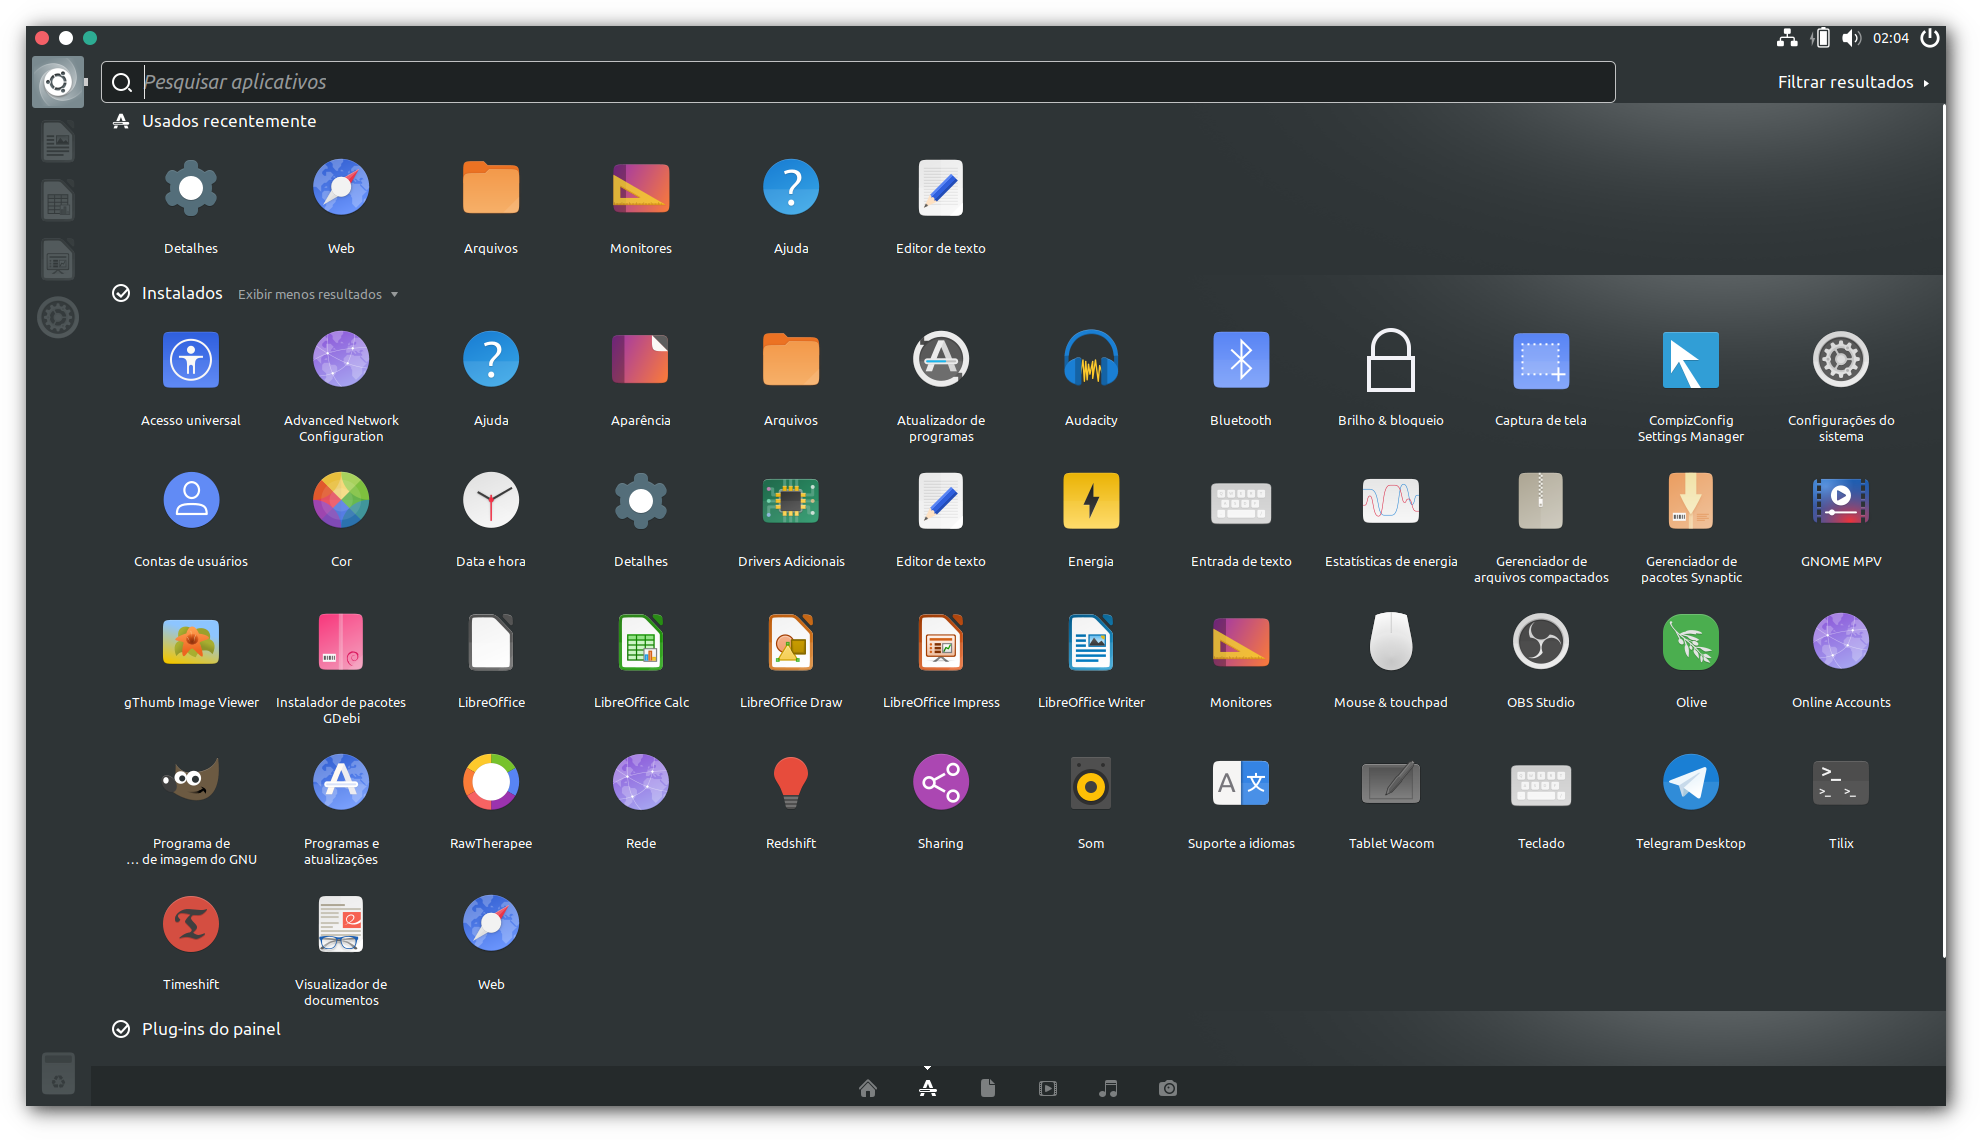 02:04
Pesquisar aplicativos
Filtrar resultados
Usados recentemente
Detalhes
Web
Arquivos
Monitores
Ajuda
Editor de texto
Instalados Exibir menos resultados
Acesso universal
Advanced Network
Configuration
Ajuda
Aparência
Arquivos
Atualizador de
programas
Audacity
Bluetooth
Brilho & bloqueio
Captura de tela
CompizConfig
Settings Manager
Configurações do
sistema
Contas de usuários
Cor
Data e hora
Detalhes
Drivers Adicionais
Editor de texto
Energia
Entrada de texto
Estatísticas de energia
Gerenciador de
arquivos compactados
Gerenciador de
pacotes Synaptic
GNOME MPV
gThumb Image Viewer
Instalador de pacotes
GDebi
LibreOffice
LibreOffice Calc
LibreOffice Draw
LibreOffice Impress
LibreOffice Writer
Monitores
Mouse & touchpad
OBS Studio
Olive
Online Accounts
Programa de
… de imagem do GNU
Programas e
atualizações
RawTherapee
Rede
Redshift
Sharing
Som
Suporte a idiomas
Tablet Wacom
Teclado
Telegram Desktop
Tilix
Timeshift
Visualizador de
documentos
Web
Plug-ins do painel